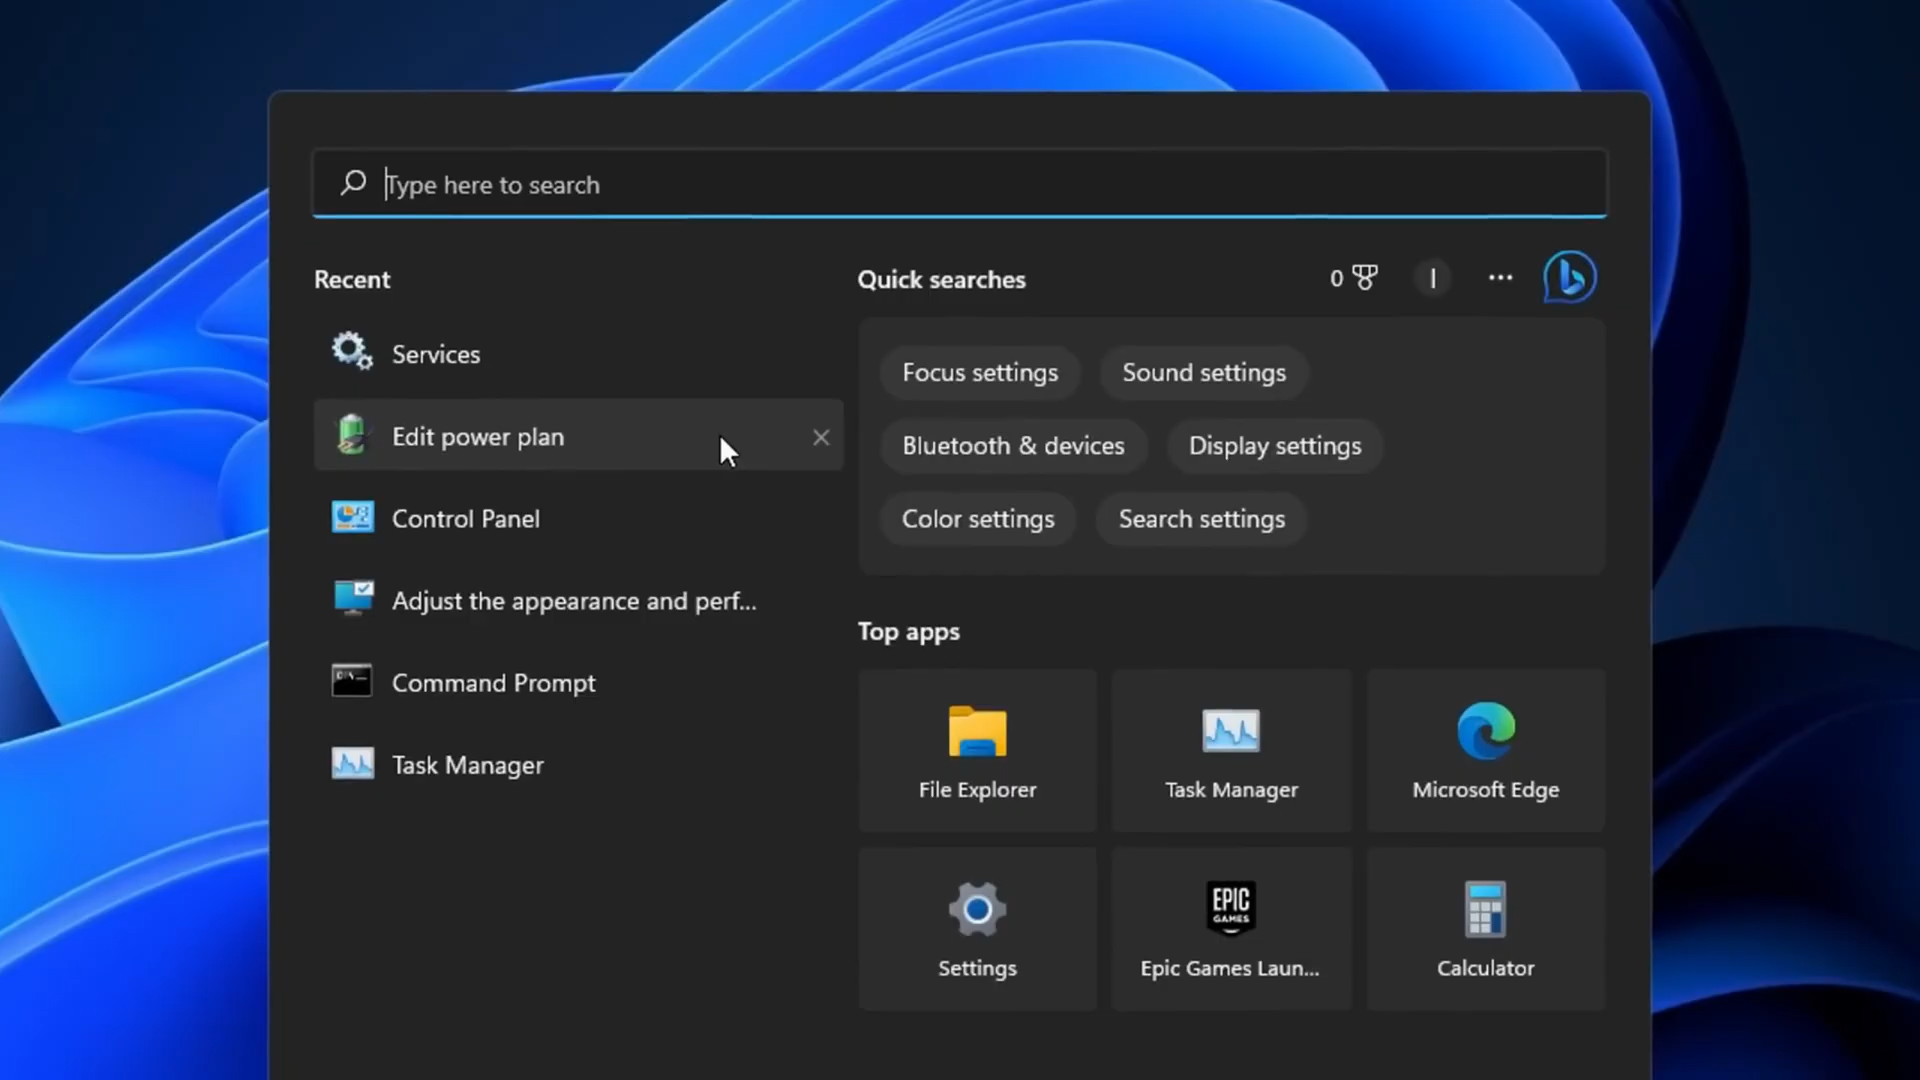 Type here to search
Recent
Services
Edit power plan
Control Panel
Adjust the appearance and perf...
Command Prompt
Task Manager
Quick searches
0
I
Focus settings
Sound settings
Bluetooth & devices
Display settings
Color settings
Search settings
Top apps
File Explorer
Task Manager
Microsoft Edge
Settings
EPIC
GAMES
Epic Games Laun...
Calculator